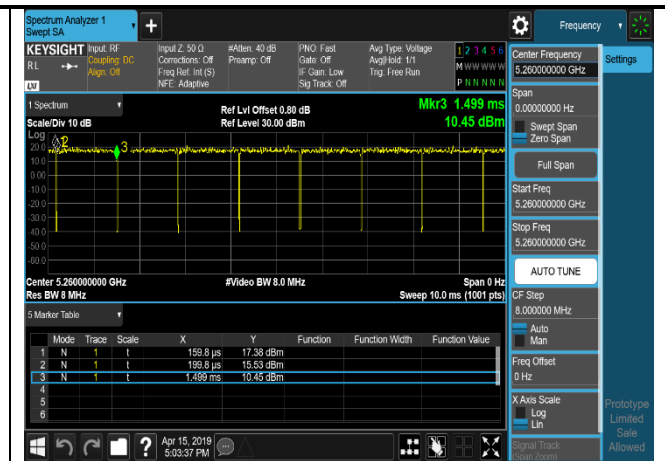 Spectrum Analyzer 1
Swept SA
+
Frequency
KEYSIGHT
RL
LXI
Input: RF
Coupling: DC
Align: Off
Input Z: 50 Ω
Corrections: Off
Freq Ref: Int (S)
NFE: Adaptive
#Atten: 40 dB
Preamp: Off
PNO: Fast
Gate: Off
IF Gain: Low
Sig Track: Off
Avg Type: Voltage
Avg|Hold: 1/1
Trig: Free Run
1 2 3 4 5 6
M W W W W W
P N N N N N
1 Spectrum
Scale/Div 10 dB
Ref Lvl Offset 0.80 dB
Ref Level 30.00 dBm
Mkr3 1.499 ms
10.45 dBm
Log
20.0
10.0
0.00
-10.0
-20.0
-30.0
-40.0
-50.0
-60.0
2
3
Center 5.260000000 GHz
Res BW 8 MHz
#Video BW 8.0 MHz
Span 0 Hz
Sweep 10.0 ms (1001 pts)
5 Marker Table
Mode Trace Scale X Y Function Function Width Function Value
1 N 1 t 159.8 µs 17.38 dBm
2 N 1 t 199.8 µs 15.53 dBm
3 N 1 t 1.499 ms 10.45 dBm
4
5
6
Apr 15, 2019
5:03:37 PM
?
Center Frequency
5.260000000 GHz
Settings
Span
0.00000000 Hz
Swept Span
Zero Span
Full Span
Start Freq
5.260000000 GHz
Stop Freq
5.260000000 GHz
AUTO TUNE
CF Step
8.000000 MHz
Auto
Man
Freq Offset
0 Hz
X Axis Scale
Log
Lin
Signal Track
(Span Zoom)
Prototype
Limited
Sale
Allowed